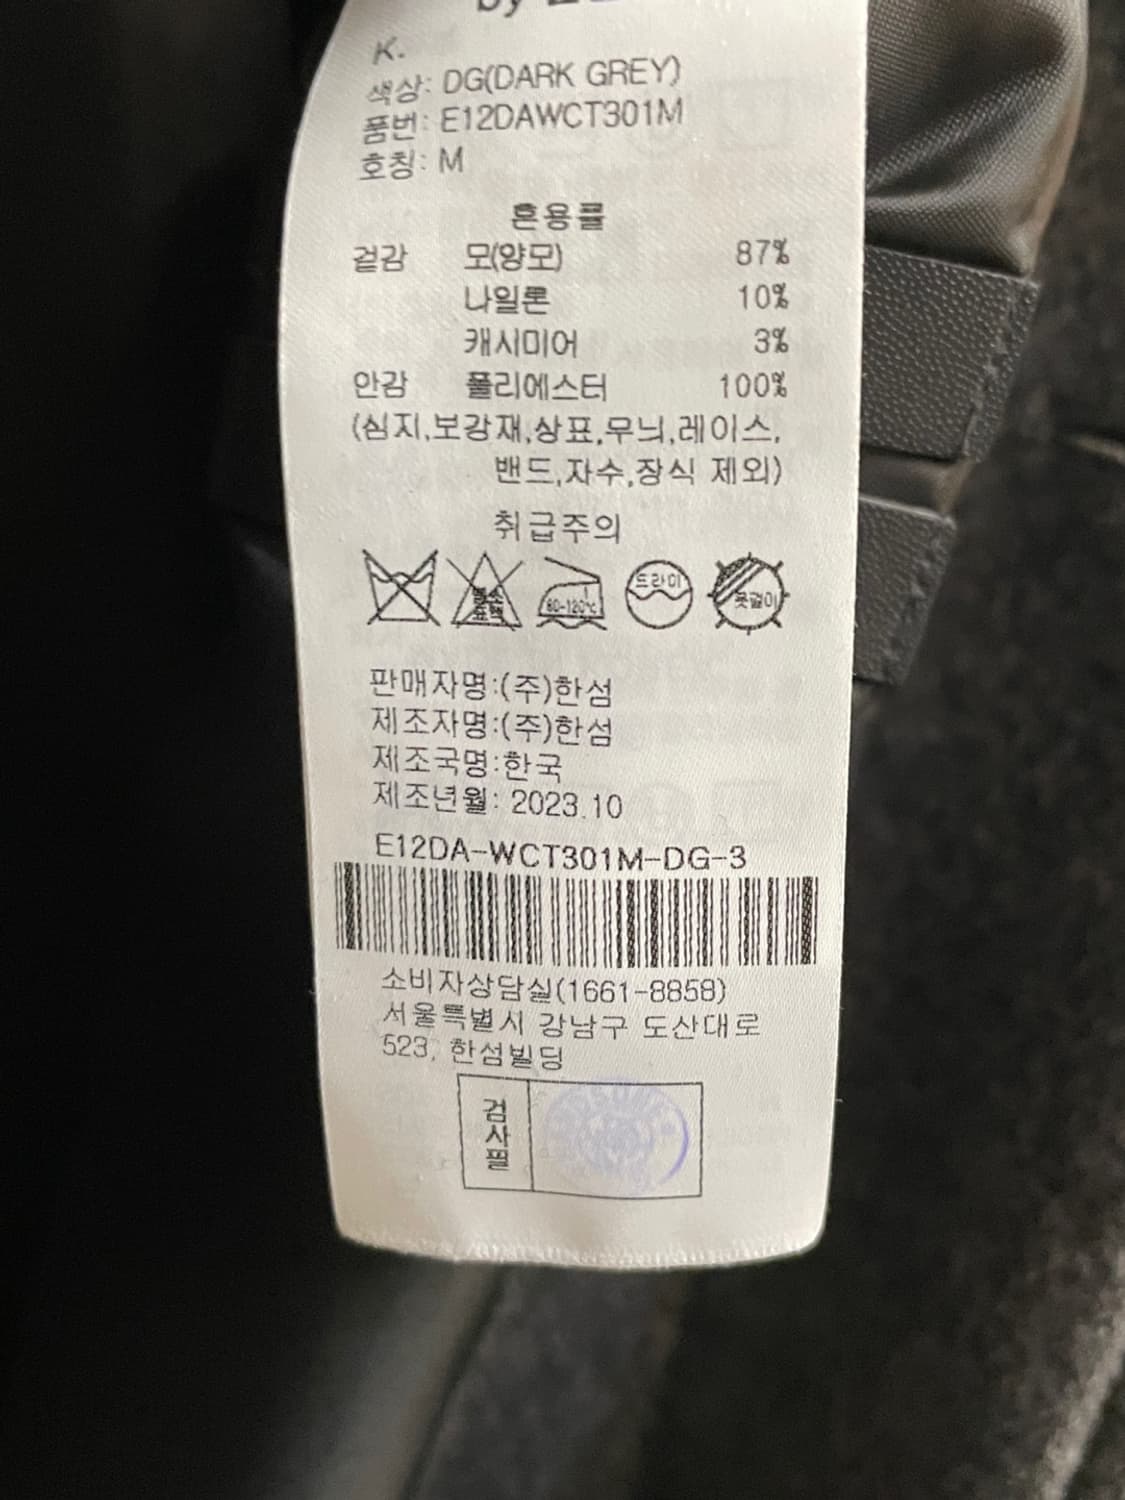 by
K.
색상: DG(DARK GREY)
품번: E12DAWCT301M
호칭: M
혼용률
겉감 모(양모) 87%
나일론 10%
캐시미어 3%
안감 폴리에스터 100%
(심지,보강재,상표,무늬,레이스,
밴드,자수,장식 제외)
취급주의
염소
표백
80-120℃
드라이
옷걸이
판매자명:(주)한섬
제조자명:(주)한섬
제조국명:한국
제조년월: 2023.10
E12DA-WCT301M-DG-3
소비자상담실(1661-8858)
서울특별시 강남구 도산대로
523, 한섬빌딩
검사필